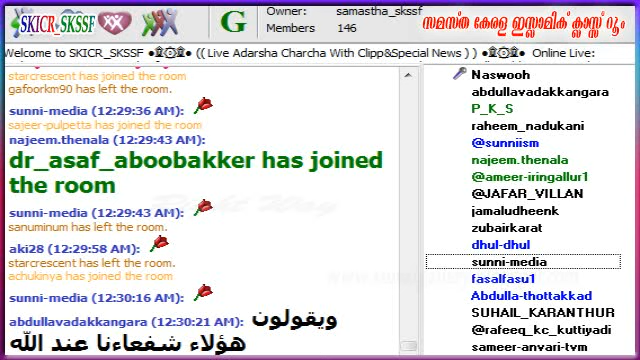 SKICR_SKSSF
G
Owner: samastha_skssf
Members 146
സമസ്ത കേരള ഇസ്ലാമിക് ക്ലാസ്സ് റൂം
Welcome to SKICR_SKSSF ●۩۞۩● (( Live Adarsha Charcha With Clipp&Special News ) ) ●۩۞۩● Online Live:
starcrescent has joined the room
gafoorkm90 has left the room.
sunni-media (12:29:36 AM):
sajeer-pulpetta has joined the room
najeem.thenala (12:29:43 AM):
dr_asaf_aboobakker has joined
the room
sunni-media (12:29:43 AM):
sanuminum has left the room.
aki28 (12:29:58 AM):
starcrescent has left the room.
achukinya has joined the room
sunni-media (12:30:16 AM):
abdullavadakkangara (12:30:21 AM): ويقولون
هؤلاء شفعاءنا عند الله
Naswooh
abdullavadakkangara
P_K_S
raheem_nadukani
@sunniism
najeem.thenala
@ameer-iringallur1
@JAFAR_VILLAN
jamaludheenk
zubairkarat
dhul-dhul
sunni-media
fasalfasu1
Abdulla-thottakkad
SUHAIL_KARANTHUR
@rafeeq_kc_kuttiyadi
sameer-anvari-tvm